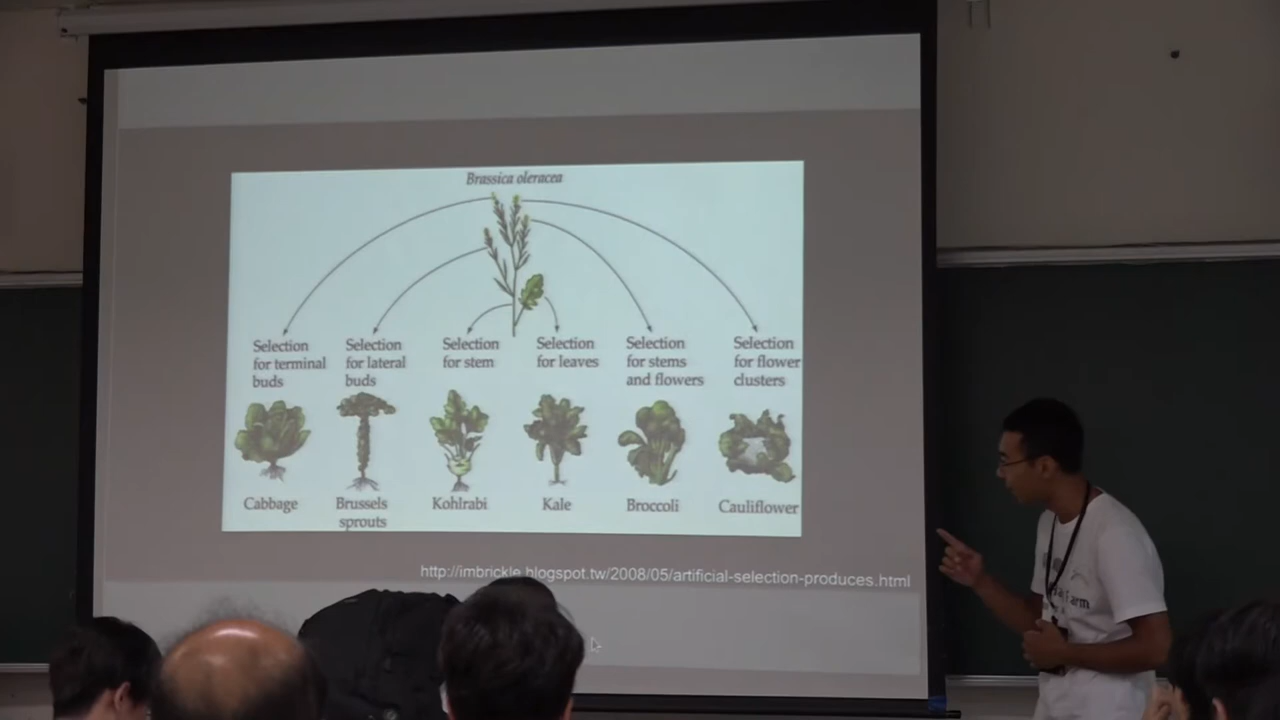 Brassica oleracea
Selection
for terminal
buds
Selection
for lateral
buds
Selection
for stem
Selection
for leaves
Selection
for stems
and flowers
Selection
for flower
clusters
Cabbage
Brussels
sprouts
Kohlrabi
Kale
Broccoli
Cauliflower
http://imbrickle.blogspot.tw/2008/05/artificial-selection-produces.html